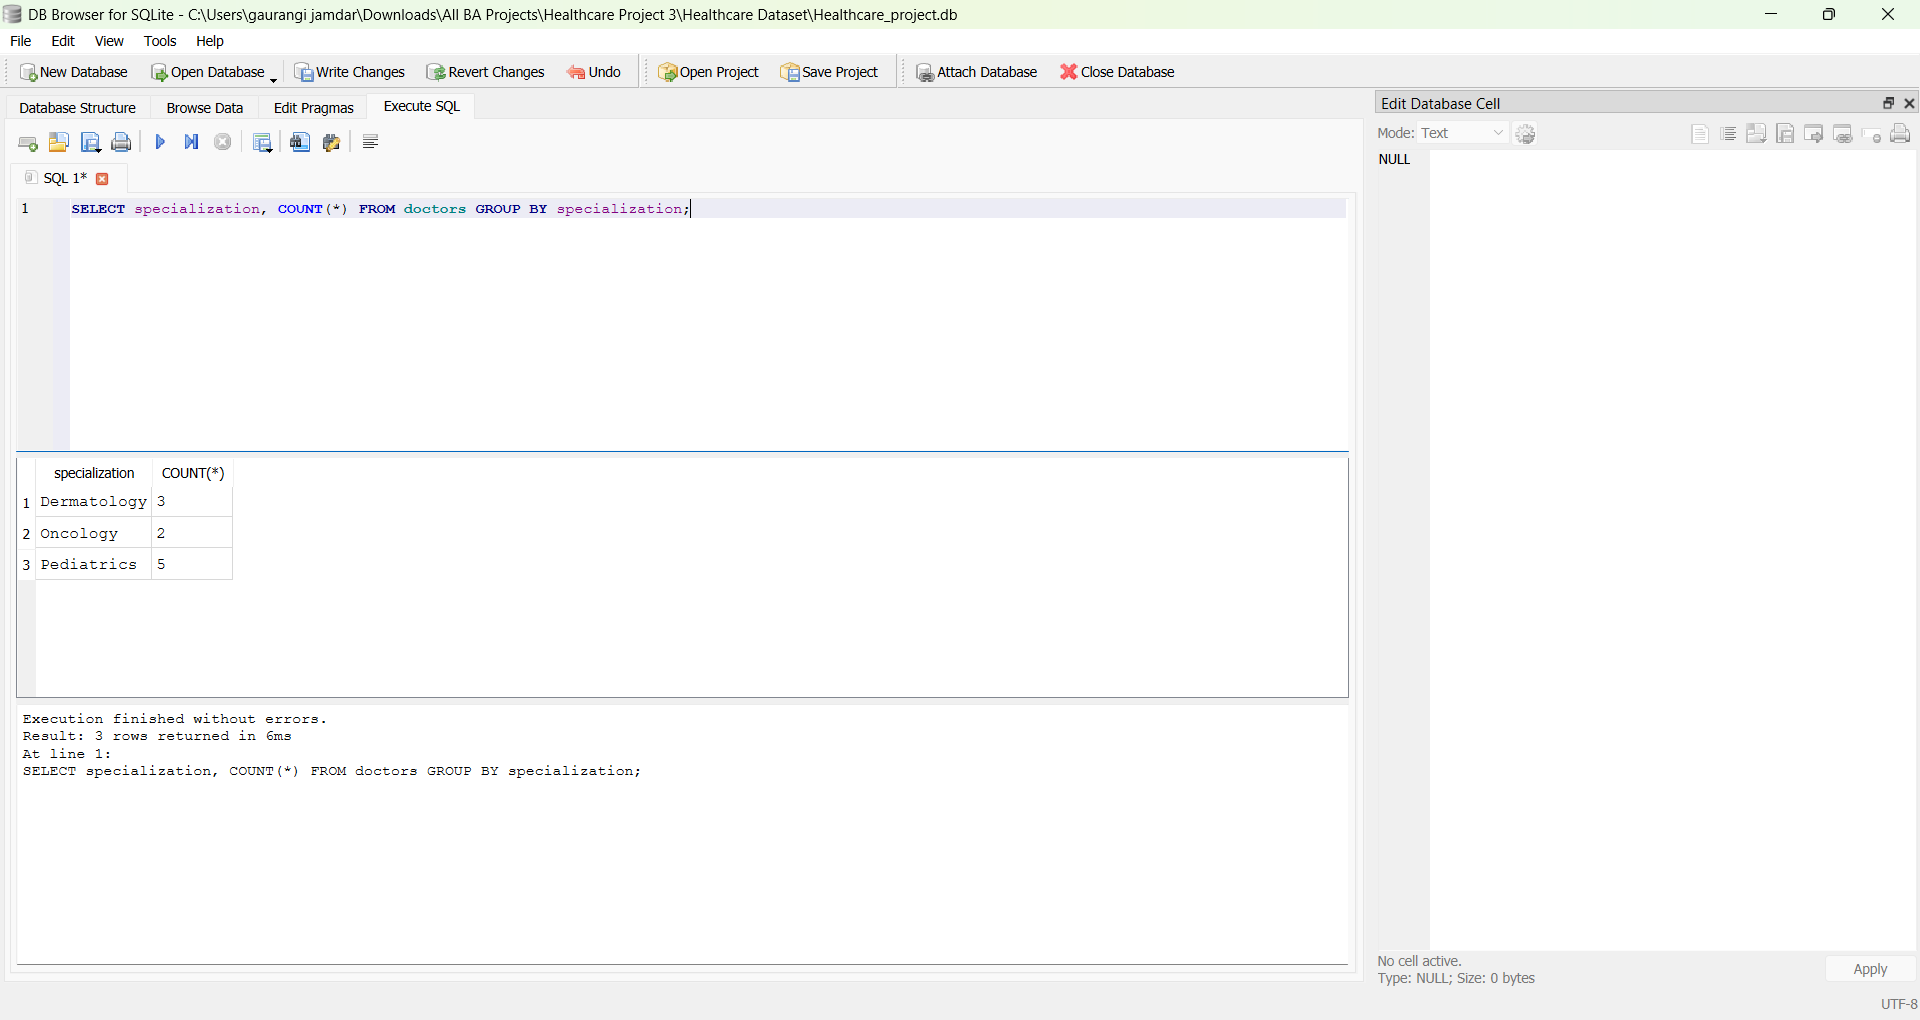 DB Browser for SQLite - C:\Users\gaurangi jamdar\Downloads\All BA Projects\Healthcare Project 3\Healthcare Dataset\Healthcare_project.db
File Edit View Tools Help
New Database Open Database Write Changes Revert Changes Undo Open Project Save Project Attach Database Close Database
Database Structure Browse Data Edit Pragmas Execute SQL
SQL 1*
1 SELECT specialization, COUNT(*) FROM doctors GROUP BY specialization;
specialization COUNT(*)
1 Dermatology 3
2 Oncology 2
3 Pediatrics 5
Execution finished without errors.
Result: 3 rows returned in 6ms
At line 1:
SELECT specialization, COUNT(*) FROM doctors GROUP BY specialization;
Edit Database Cell
Mode: Text
NULL
No cell active.
Type: NULL; Size: 0 bytes
Apply
UTF-8